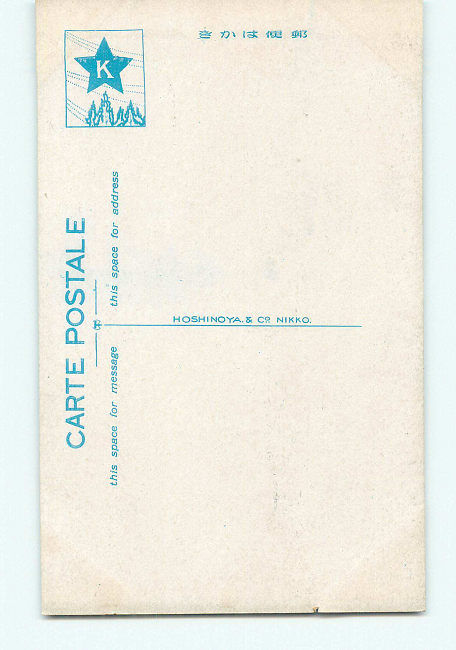 郵便はかき
K
CARTE POSTALE
this space for address
this space for message
HOSHINOYA. & Cº NIKKO.